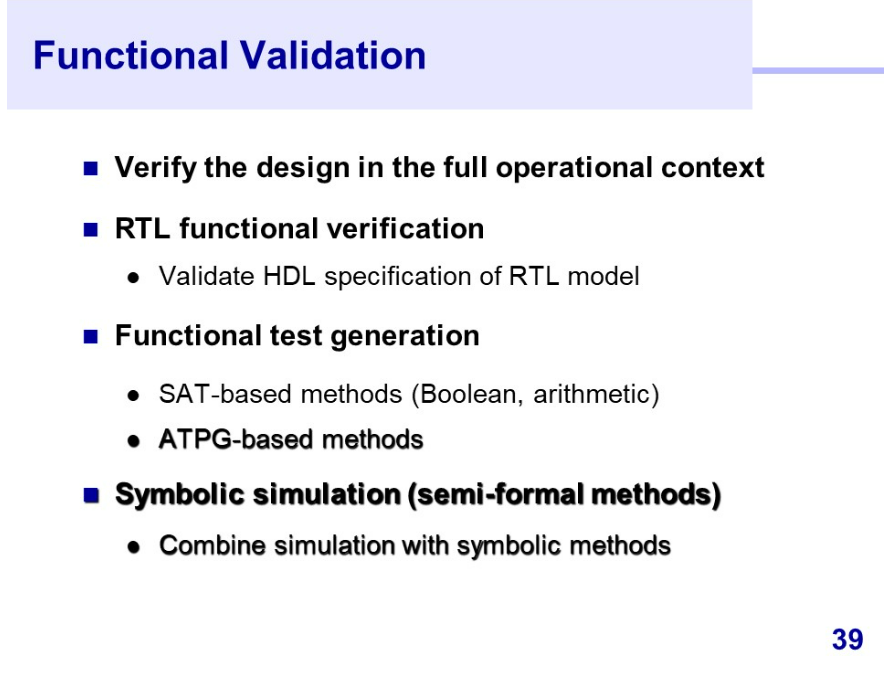 Functional Validation
Verify the design in the full operational context
RTL functional verification
Validate HDL specification of RTL model
Functional test generation
SAT-based methods (Boolean, arithmetic)
ATPG-based methods
Symbolic simulation (semi-formal methods)
Combine simulation with symbolic methods
39